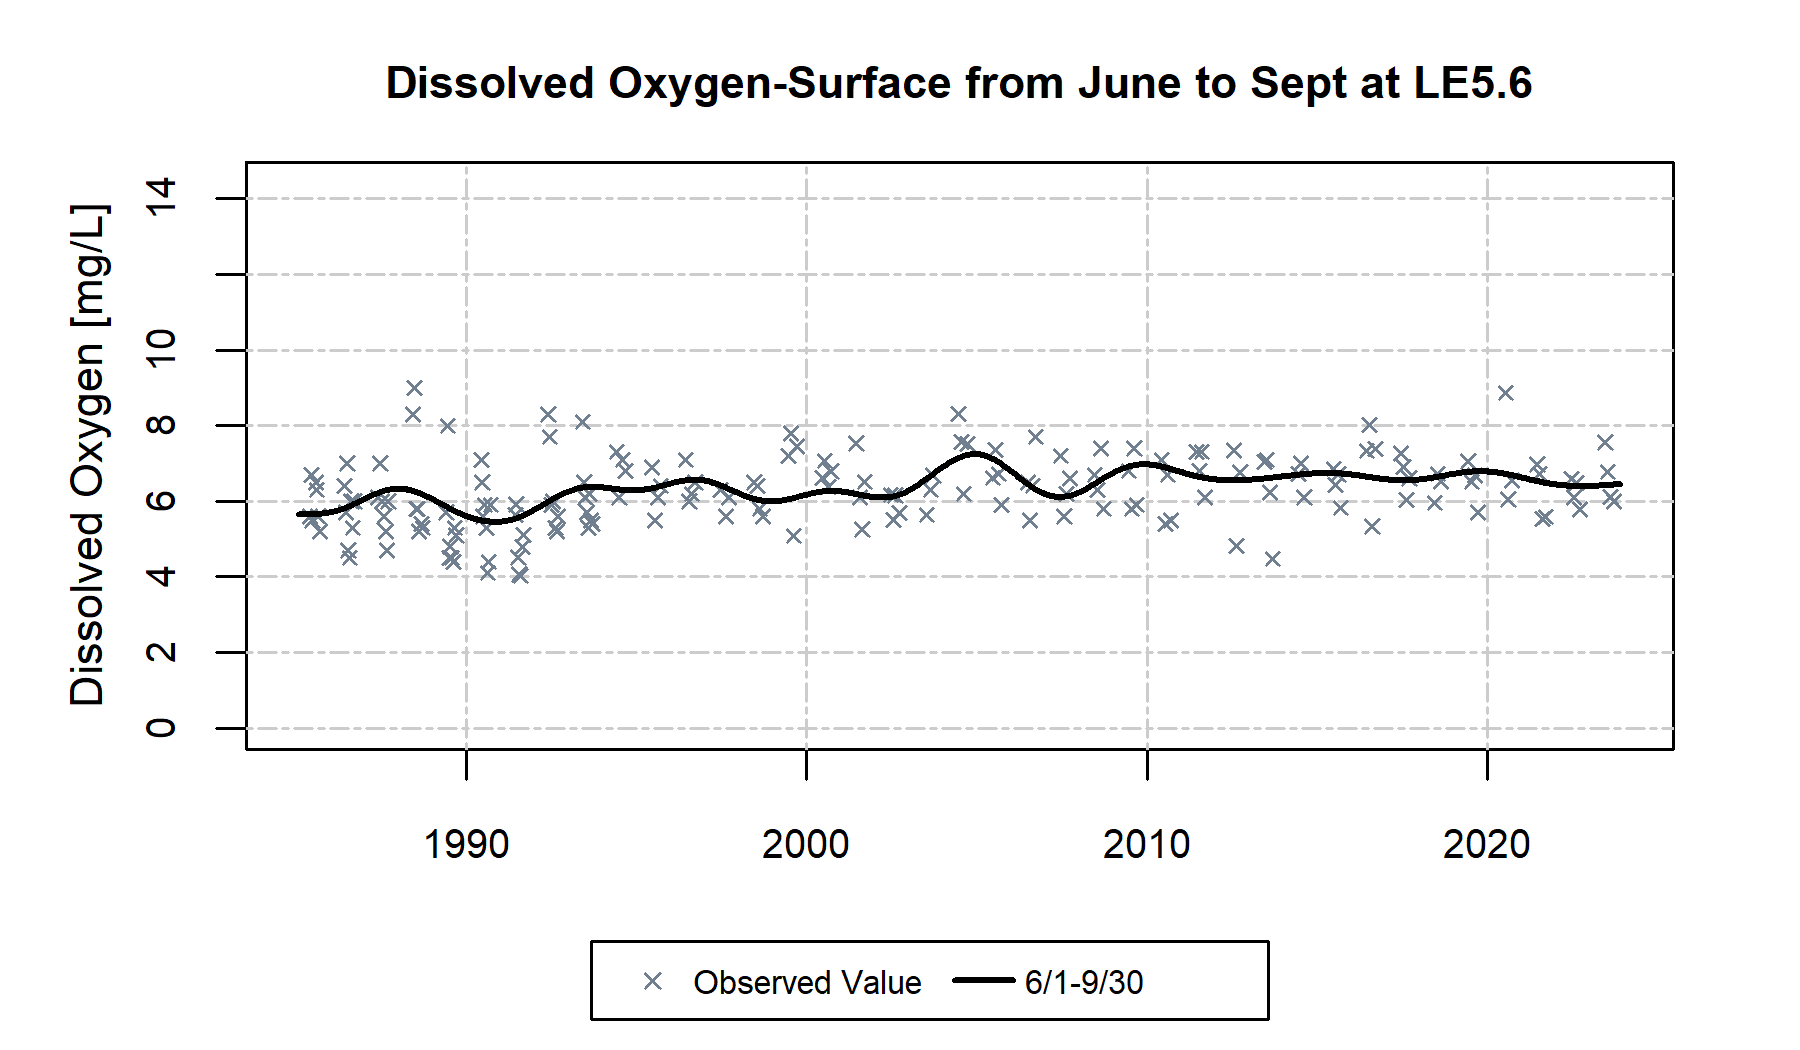 Dissolved Oxygen-Surface from June to Sept at LE5.6
Dissolved Oxygen [mg/L]
14
10
8
6
4
2
0
1990 2000 2010 2020
Observed Value 6/1-9/30